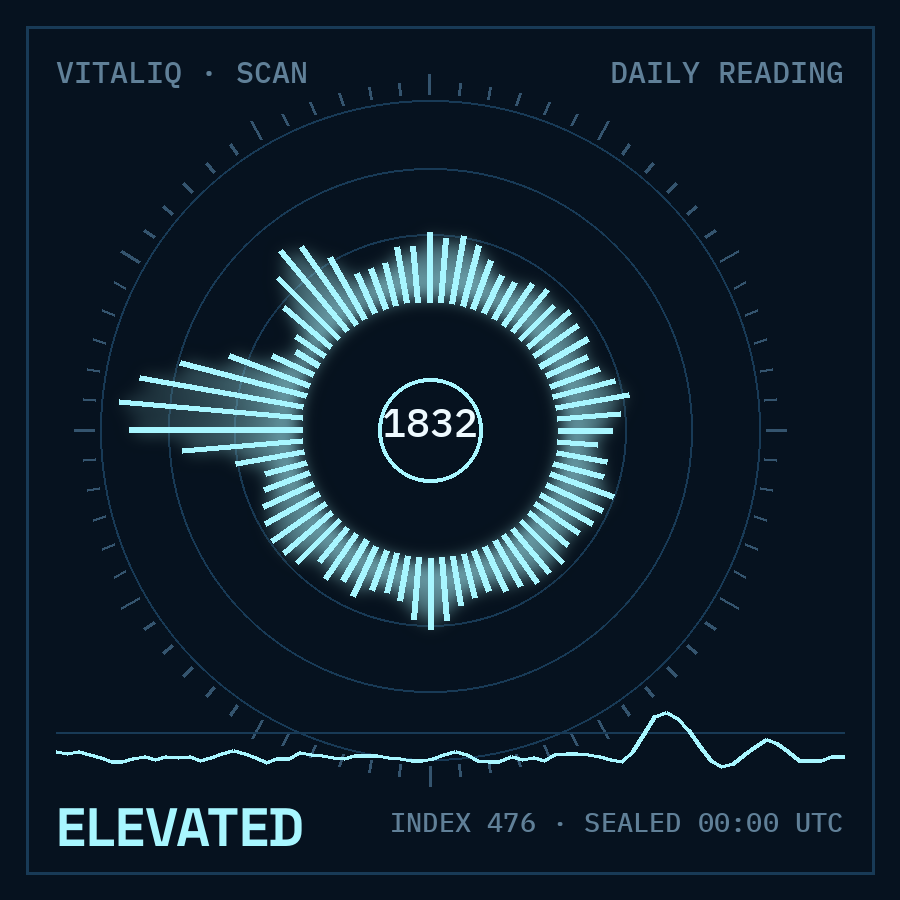 VITALIQ · SCAN
DAILY READING
1832
ELEVATED
INDEX 476 · SEALED 00:00 UTC